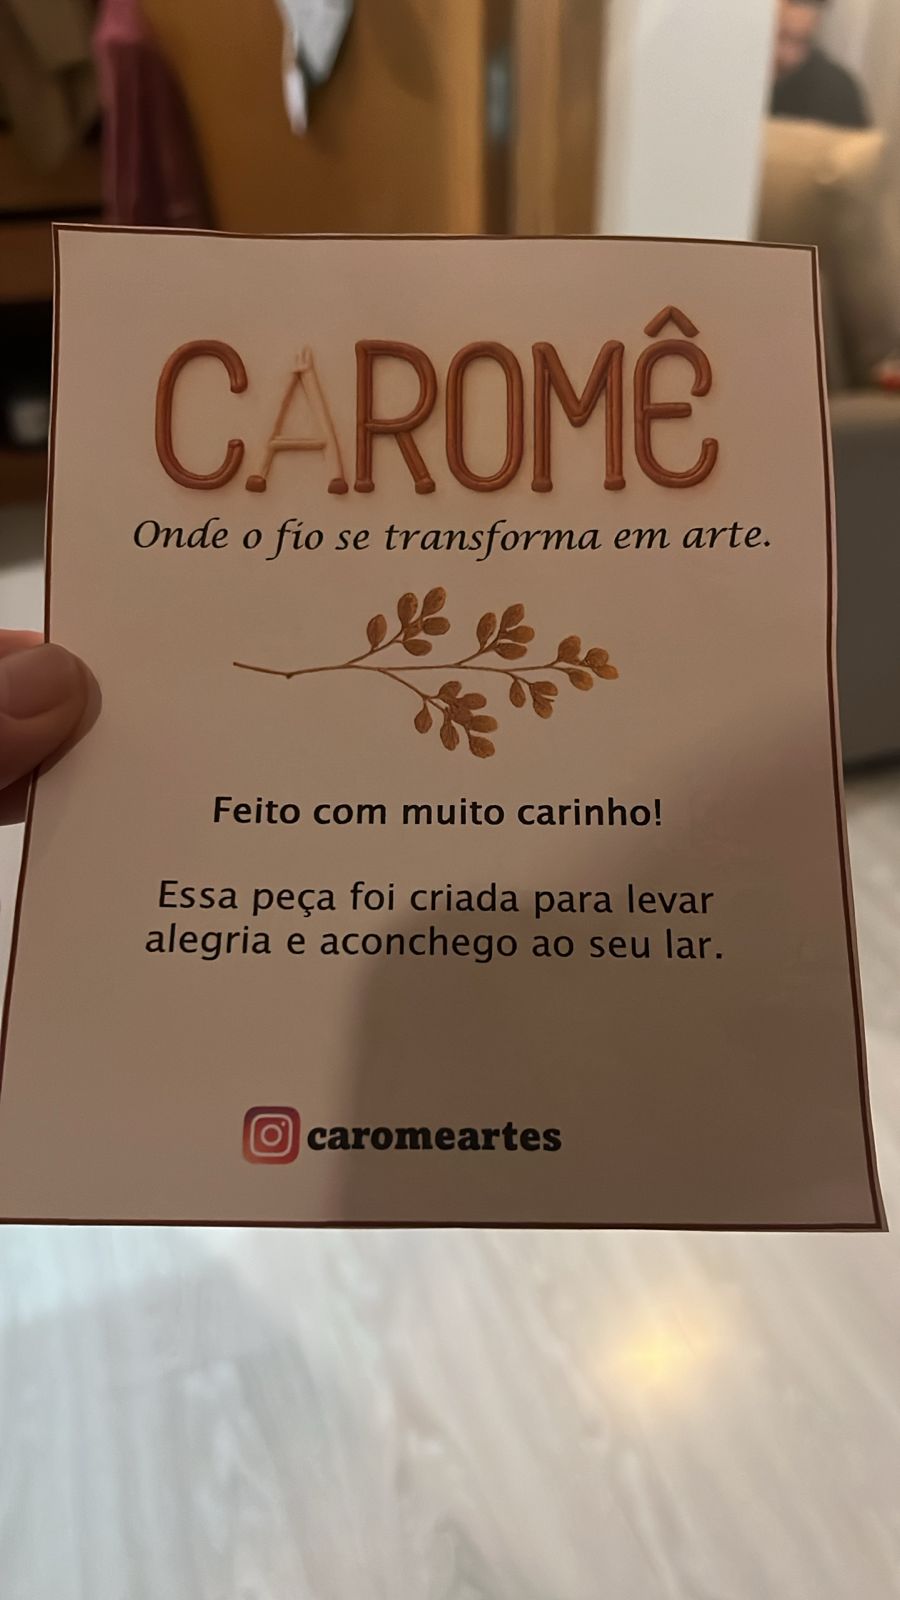 CAROMÊ
Onde o fio se transforma em arte.
Feito com muito carinho!
Essa peça foi criada para levar
alegria e aconchego ao seu lar.
caromeartes